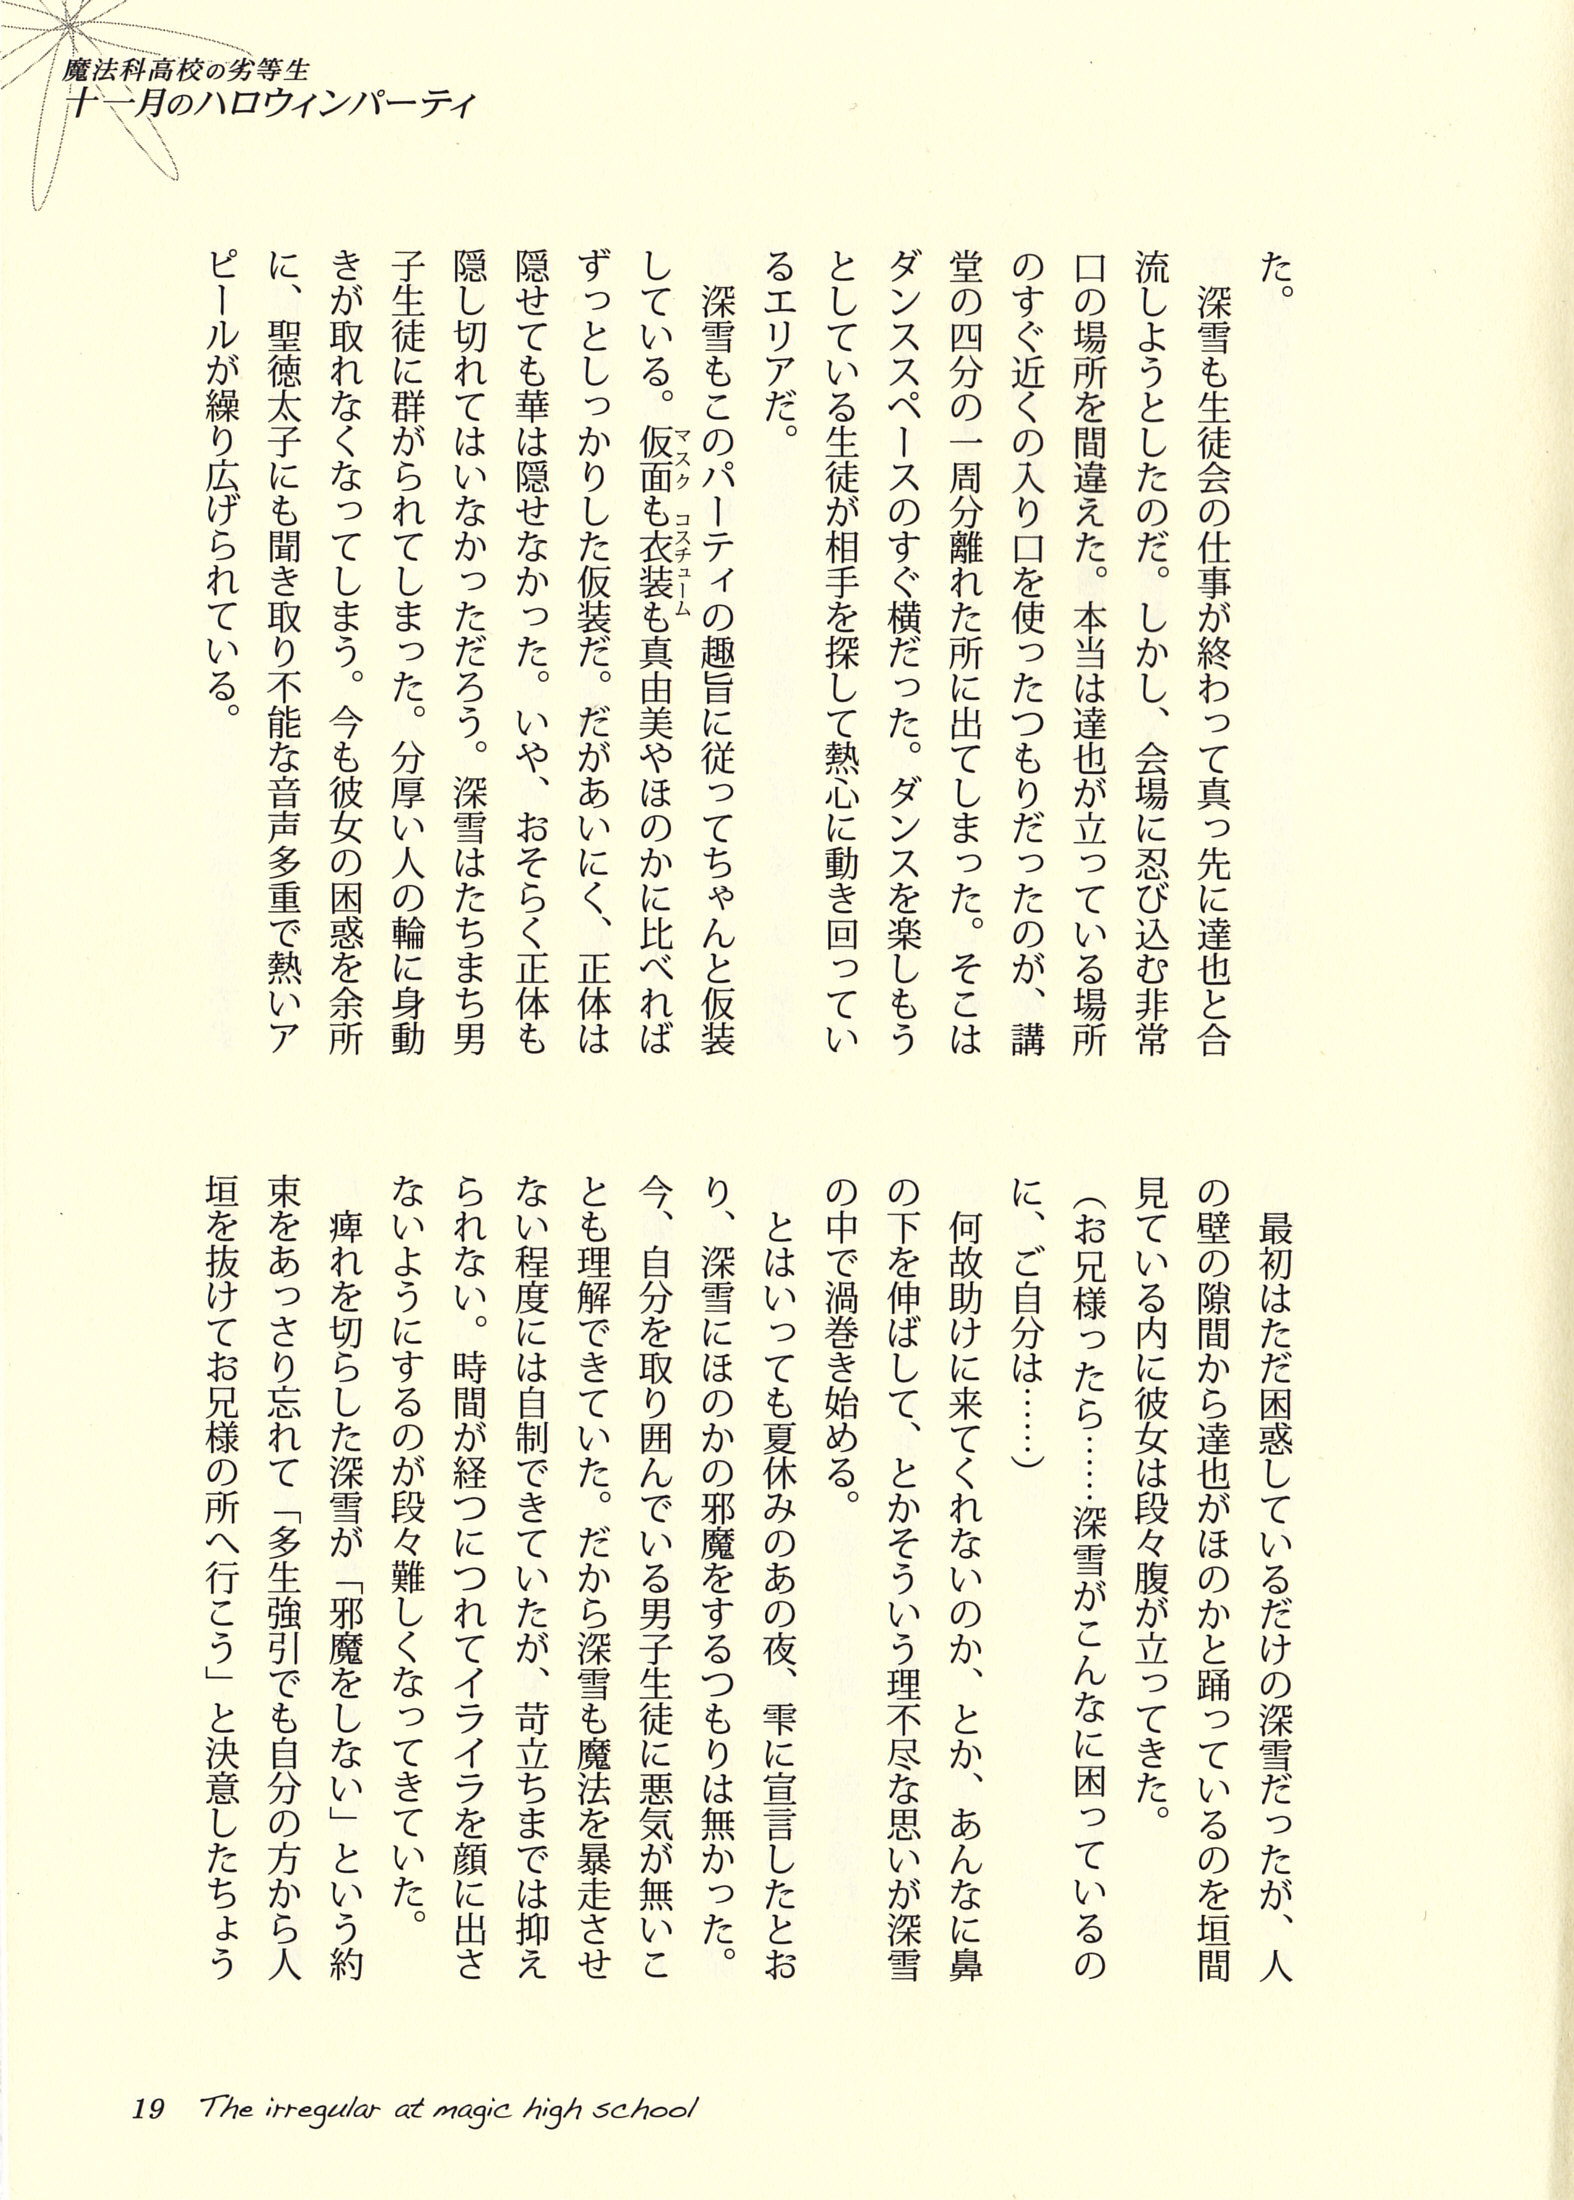 魔法科高校の劣等生
十一月のハロウィンパーティ
た。
　深雪も生徒会の仕事が終わって真っ先に達也と合
流しようとしたのだ。しかし、会場に忍び込む非常
口の場所を間違えた。本当は達也が立っている場所
のすぐ近くの入り口を使ったつもりだったのが、講
堂の四分の一周分離れた所に出てしまった。そこは
ダンススペースのすぐ横だった。ダンスを楽しもう
としている生徒が相手を探して熱心に動き回ってい
るエリアだ。
　深雪もこのパーティの趣旨に従ってちゃんと仮装
している。仮面も衣装も真由美やほのかに比べれば
マスク　コスチューム
ずっとしっかりした仮装だ。だがあいにく、正体は
隠せても華は隠せなかった。いや、おそらく正体も
隠し切れてはいなかっただろう。深雪はたちまち男
子生徒に群がられてしまった。分厚い人の輪に身動
きが取れなくなってしまう。今も彼女の困惑を余所
に、聖徳太子にも聞き取り不能な音声多重で熱いア
ピールが繰り広げられている。
　最初はただ困惑しているだけの深雪だったが、人
の壁の隙間から達也がほのかと踊っているのを垣間
見ている内に彼女は段々腹が立ってきた。
（お兄様ったら……深雪がこんなに困っているの
に、ご自分は……）
　何故助けに来てくれないのか、とか、あんなに鼻
の下を伸ばして、とかそういう理不尽な思いが深雪
の中で渦巻き始める。
　とはいっても夏休みのあの夜、雫に宣言したとお
り、深雪にほのかの邪魔をするつもりは無かった。
今、自分を取り囲んでいる男子生徒に悪気が無いこ
とも理解できていた。だから深雪も魔法を暴走させ
ない程度には自制できていたが、苛立ちまでは抑え
られない。時間が経つにつれてイライラを顔に出さ
ないようにするのが段々難しくなってきていた。
　痺れを切らした深雪が「邪魔をしない」という約
束をあっさり忘れて「多生強引でも自分の方から人
垣を抜けてお兄様の所へ行こう」と決意したちょう
19 The irregular at magic high school